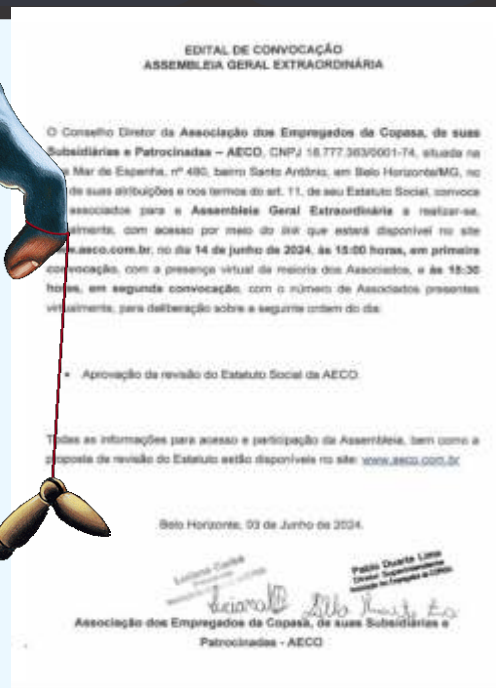 EDITAL DE CONVOCAÇÃO
ASSEMBLEIA GERAL EXTRAORDINÁRIA
O Conselho Diretor da Associação dos Empregados da Copasa, de suas
Subsidiárias e Patrocinadas – AECO, CNPJ 16.777.363/0001-74, situada na
Mar de Espanha, nº 480, bairro Santo Antônio, em Belo Horizonte/MG, no
de suas atribuições e nos termos do art. 11, de seu Estatuto Social, convoca
associados para a Assembleia Geral Extraordinária a realizar-se,
almente, com acesso por meio do link que estará disponível no site
w.aeco.com.br, no dia 14 de junho de 2024, às 15:00 horas, em primeira
convocação, com a presença virtual da maioria dos Associados, e às 15:30
horas, em segunda convocação, com o número de Associados presentes
virtualmente, para deliberação sobre a seguinte ordem do dia:
• Aprovação da revisão do Estatuto Social da AECO.
Todas as informações para acesso e participação da Assembleia, bem como a
proposta de revisão do Estatuto estão disponíveis no site: www.aeco.com.br
Belo Horizonte, 03 de Junho de 2024.
Luciana
Pablo Duarte Lima
Diretor Superintendente
Associação dos Empregados do Copasa, de suas Subsidiárias e
Patrocinadas - AECO